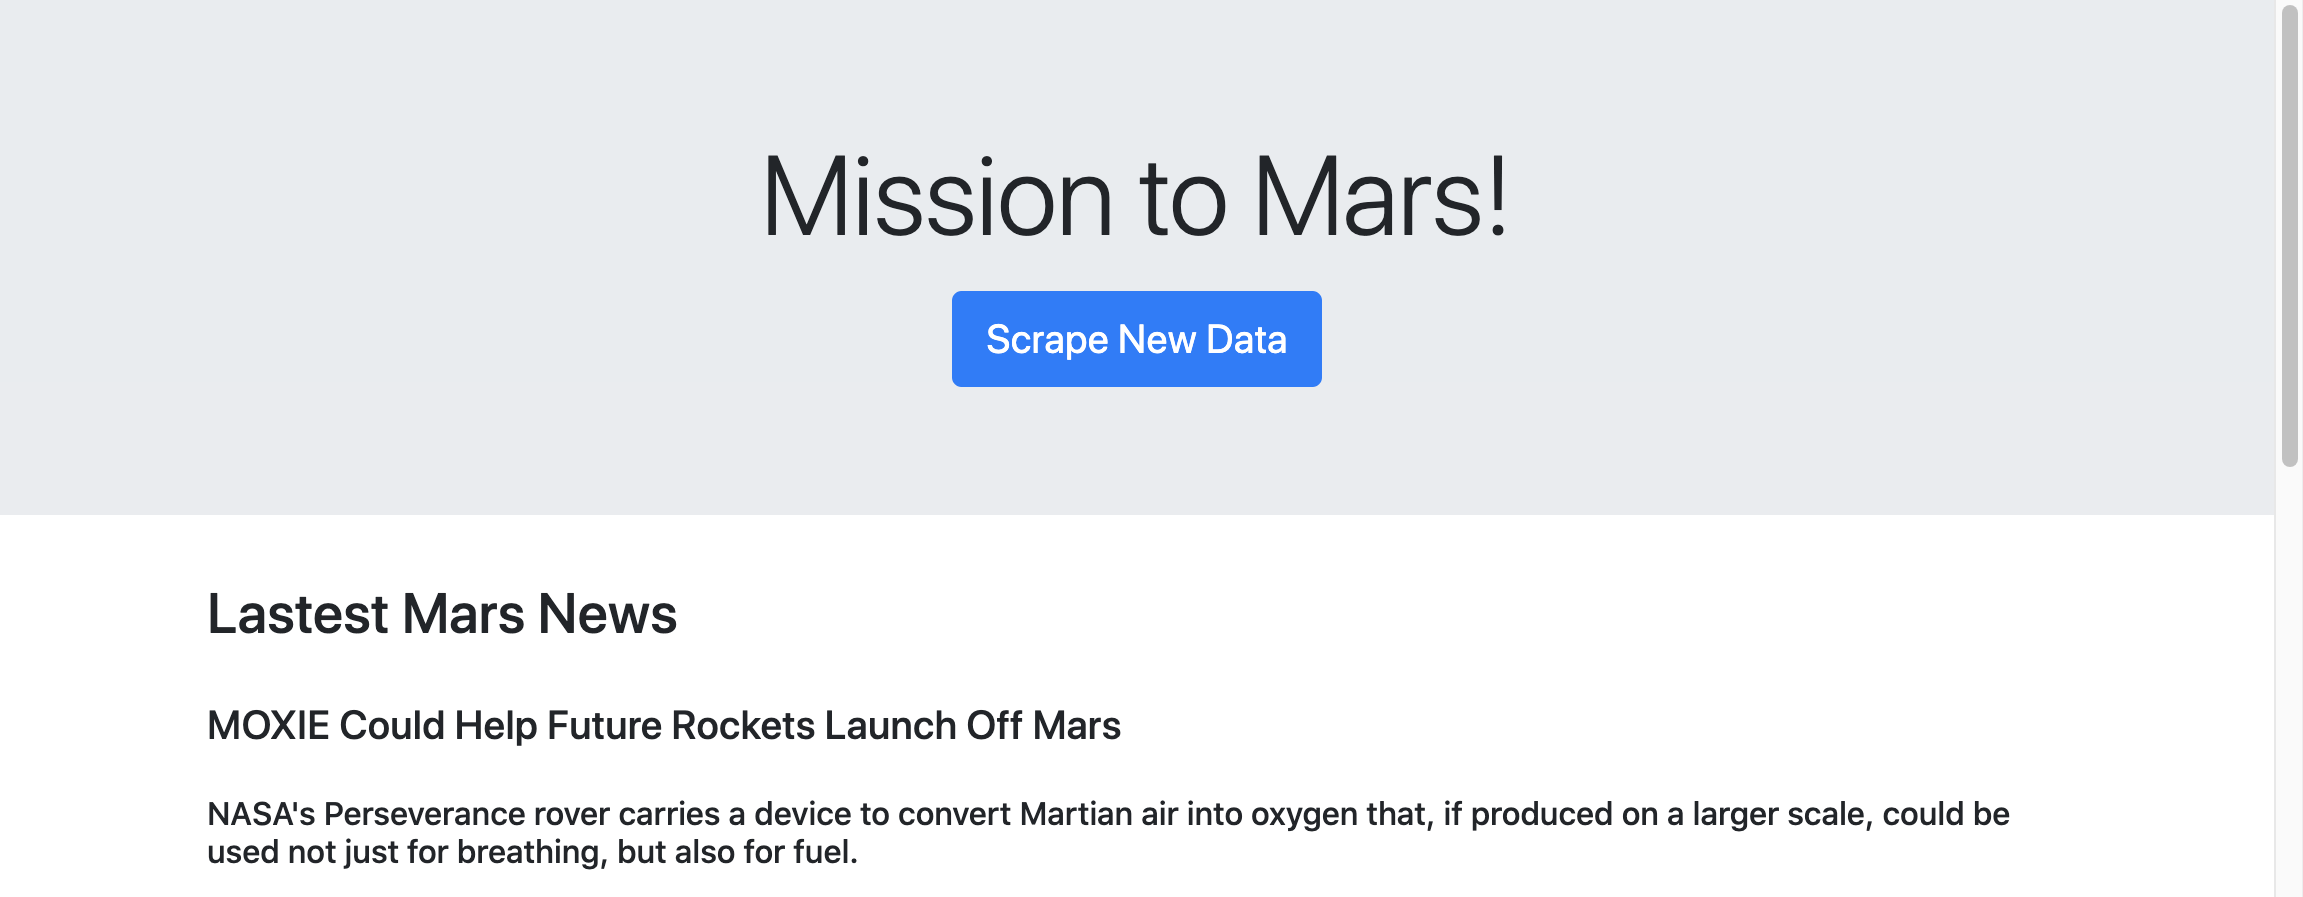 Mission to Mars!
Scrape New Data
Lastest Mars News
MOXIE Could Help Future Rockets Launch Off Mars
NASA's Perseverance rover carries a device to convert Martian air into oxygen that, if produced on a larger scale, could be
used not just for breathing, but also for fuel.